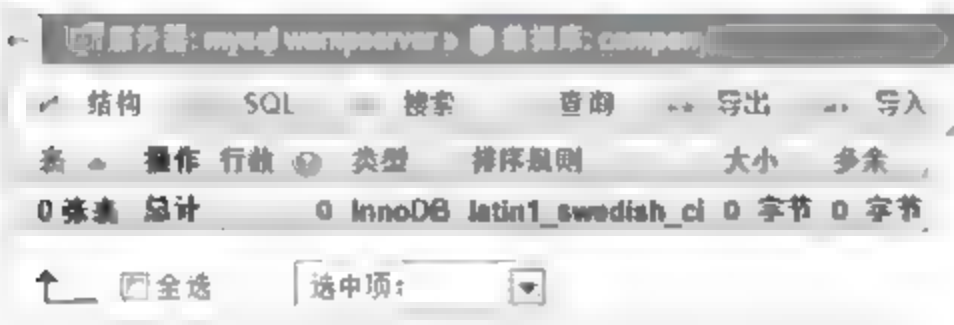 服务器: mysql wampserver » 数据库: company
结构 SQL 搜索 查询 导出 导入
表 操作 行数 类型 排序规则 大小 多余
0 张表 总计 0 InnoDB latin1_swedish_ci 0 字节 0 字节
全选 选中项: